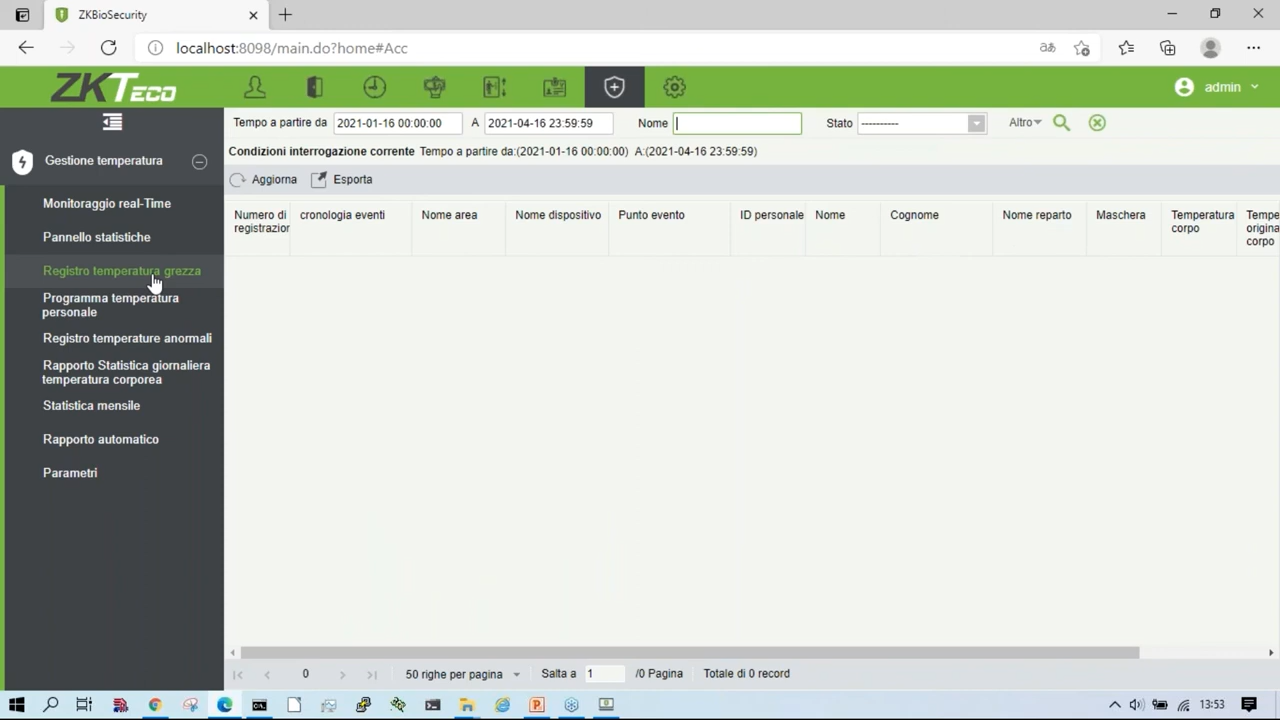 ZKBioSecurity
localhost:8098/main.do?home#Acc
ZKTECO
admin
Tempo a partire da 2021-01-16 00:00:00 A 2021-04-16 23:59:59 Nome Stato ---------- Altro
Condizioni interrogazione corrente Tempo a partire da:(2021-01-16 00:00:00) A:(2021-04-16 23:59:59)
Aggiorna Esporta
Gestione temperatura
Monitoraggio real-Time
Pannello statistiche
Registro temperatura grezza
Programma temperatura
personale
Registro temperature anormali
Rapporto Statistica giornaliera
temperatura corporea
Statistica mensile
Rapporto automatico
Parametri
Numero di cronologia eventi Nome area Nome dispositivo Punto evento ID personale Nome Cognome Nome reparto Maschera Temperatura Tempe
registrazior corpo origina
corpo
0 50 righe per pagina Salta a 1 /0 Pagina Totale di 0 record
13:53